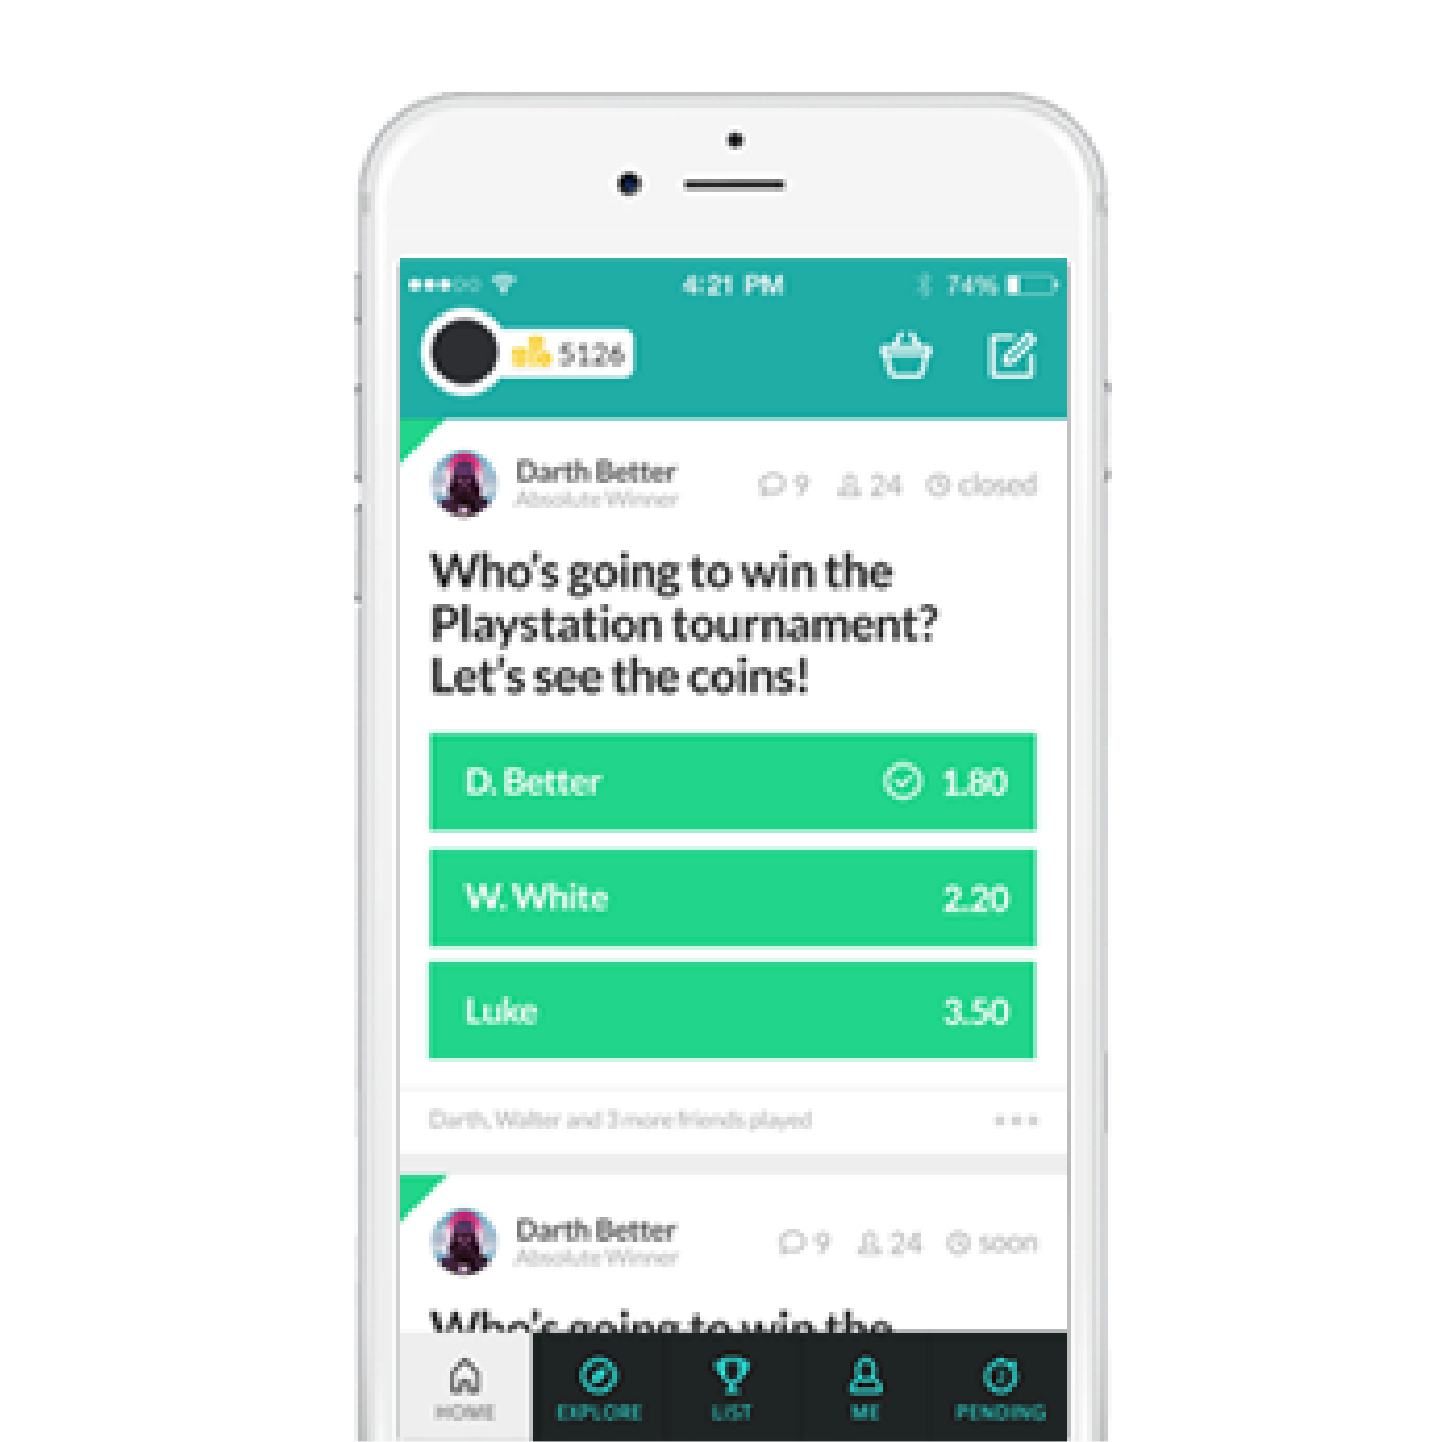 4:21 PM 74%
5126
Darth Better
Absolute Winner
9 24 closed
Who's going to win the
Playstation tournament?
Let's see the coins!
D. Better 1.80
W. White 2.20
Luke 3.50
Darth, Walter and 3 more friends played
Darth Better
Absolute Winner
9 24 soon
Who's going to win the
HOME EXPLORE LIST ME PENDING